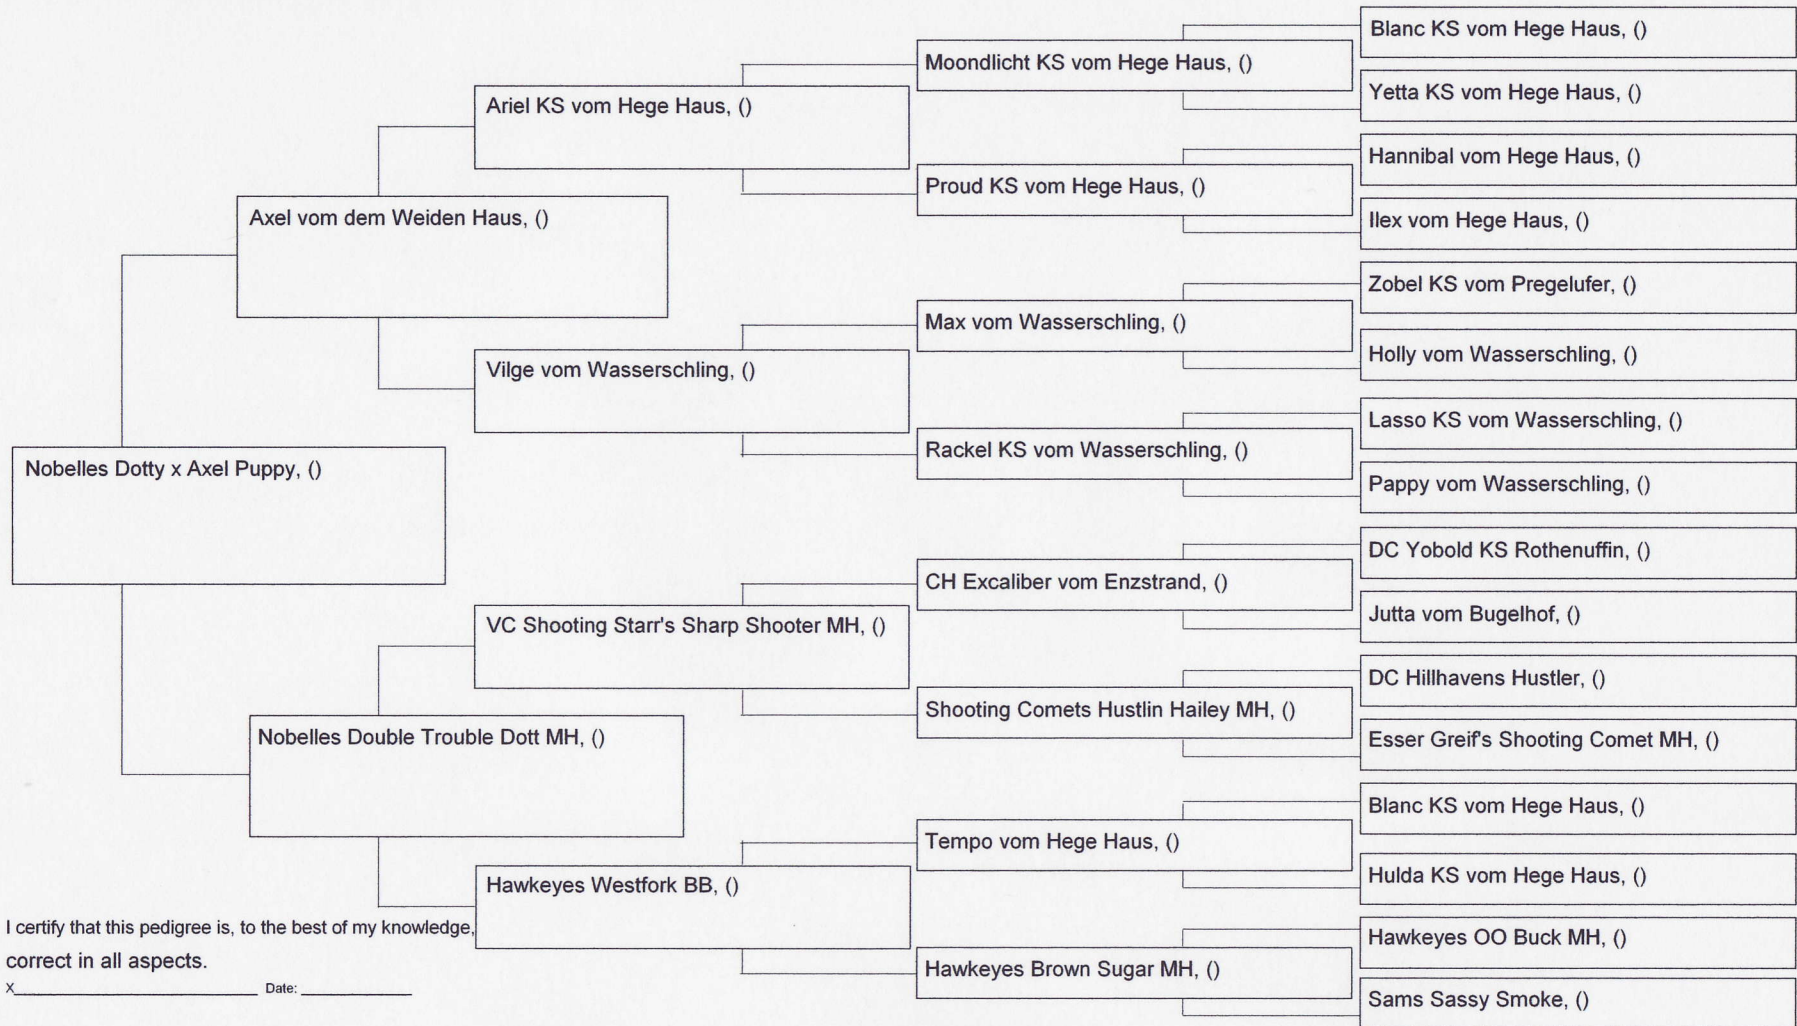 Blanc KS vom Hege Haus, ()
Moondlicht KS vom Hege Haus, ()
Yetta KS vom Hege Haus, ()
Ariel KS vom Hege Haus, ()
Hannibal vom Hege Haus, ()
Proud KS vom Hege Haus, ()
Ilex vom Hege Haus, ()
Axel vom dem Weiden Haus, ()
Zobel KS vom Pregelufer, ()
Max vom Wasserschling, ()
Holly vom Wasserschling, ()
Vilge vom Wasserschling, ()
Lasso KS vom Wasserschling, ()
Rackel KS vom Wasserschling, ()
Pappy vom Wasserschling, ()
Nobelles Dotty x Axel Puppy, ()
DC Yobold KS Rothenuffin, ()
CH Excaliber vom Enzstrand, ()
Jutta vom Bugelhof, ()
VC Shooting Starr's Sharp Shooter MH, ()
DC Hillhavens Hustler, ()
Shooting Comets Hustlin Hailey MH, ()
Esser Greif's Shooting Comet MH, ()
Nobelles Double Trouble Dott MH, ()
Blanc KS vom Hege Haus, ()
Tempo vom Hege Haus, ()
Hulda KS vom Hege Haus, ()
Hawkeyes Westfork BB, ()
Hawkeyes OO Buck MH, ()
Hawkeyes Brown Sugar MH, ()
Sams Sassy Smoke, ()
I certify that this pedigree is, to the best of my knowledge,
correct in all aspects.
X__________ Date: __________